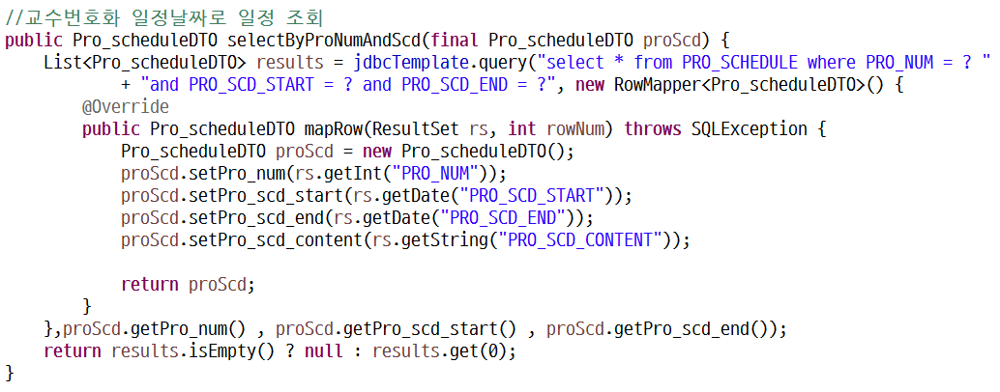 //교수번호화 일정날짜로 일정 조회
public Pro_scheduleDTO selectByProNumAndScd(final Pro_scheduleDTO proScd) {
    List<Pro_scheduleDTO> results = jdbcTemplate.query("select * from PRO_SCHEDULE where PRO_NUM = ? "
            + "and PRO_SCD_START = ? and PRO_SCD_END = ?", new RowMapper<Pro_scheduleDTO>() {
        @Override
        public Pro_scheduleDTO mapRow(ResultSet rs, int rowNum) throws SQLException {
            Pro_scheduleDTO proScd = new Pro_scheduleDTO();
            proScd.setPro_num(rs.getInt("PRO_NUM"));
            proScd.setPro_scd_start(rs.getDate("PRO_SCD_START"));
            proScd.setPro_scd_end(rs.getDate("PRO_SCD_END"));
            proScd.setPro_scd_content(rs.getString("PRO_SCD_CONTENT"));

            return proScd;
        }
    },proScd.getPro_num() , proScd.getPro_scd_start() , proScd.getPro_scd_end());
    return results.isEmpty() ? null : results.get(0);
}